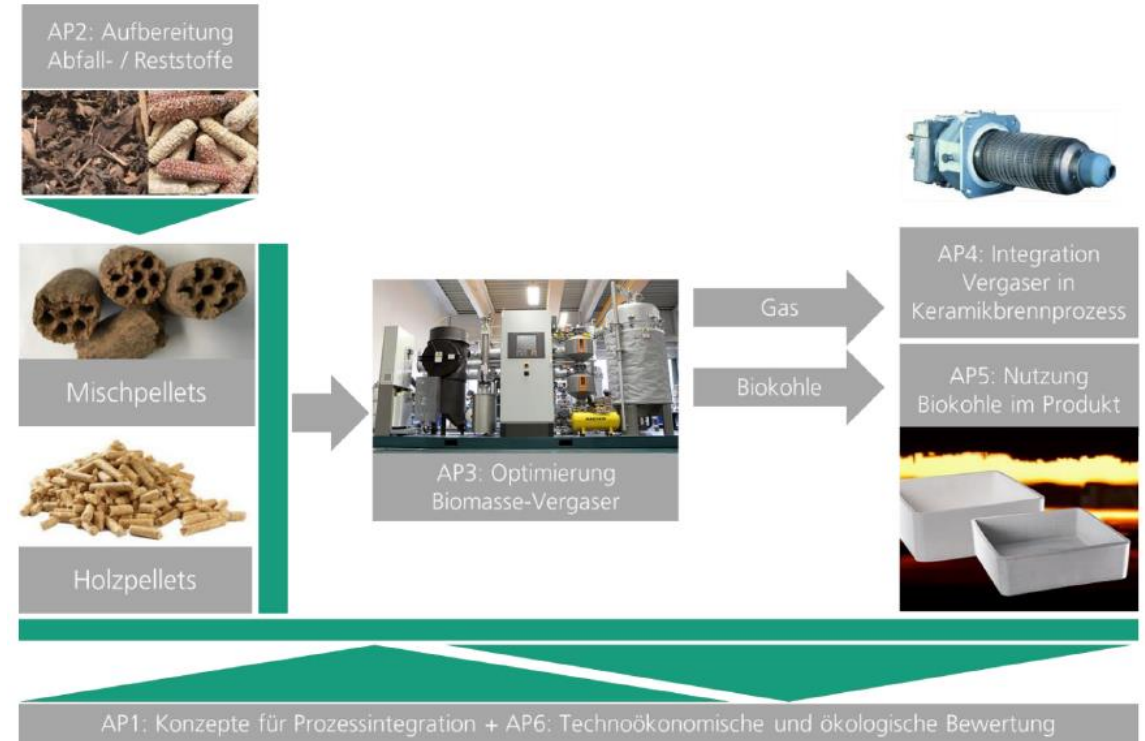 AP2: Aufbereitung
Abfall- / Reststoffe
Mischpellets
Holzpellets
AP3: Optimierung
Biomasse-Vergaser
Gas
Biokohle
AP4: Integration
Vergaser in
Keramikbrennprozess
AP5: Nutzung
Biokohle im Produkt
AP1: Konzepte für Prozessintegration + AP6: Technoökonomische und ökologische Bewertung